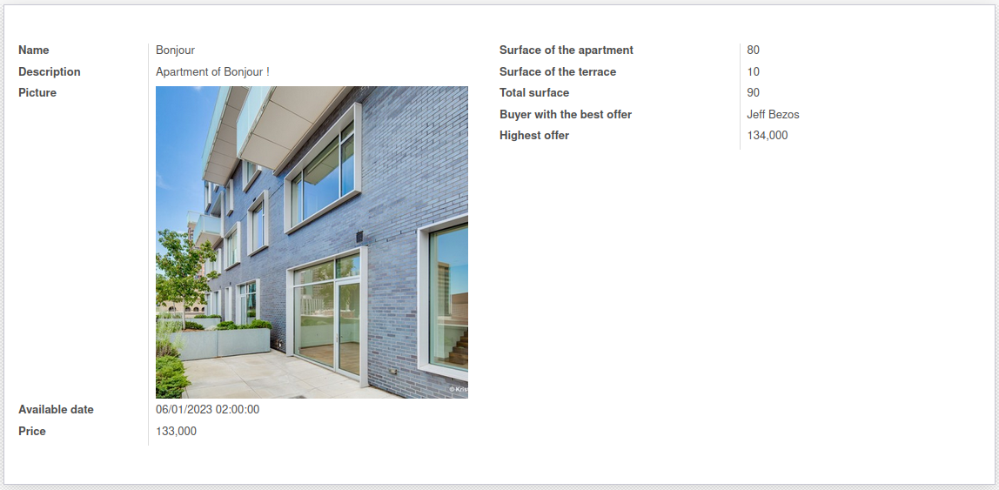 Name Bonjour
Description Apartment of Bonjour !
Picture
Available date 06/01/2023 02:00:00
Price 133,000
Surface of the apartment 80
Surface of the terrace 10
Total surface 90
Buyer with the best offer Jeff Bezos
Highest offer 134,000